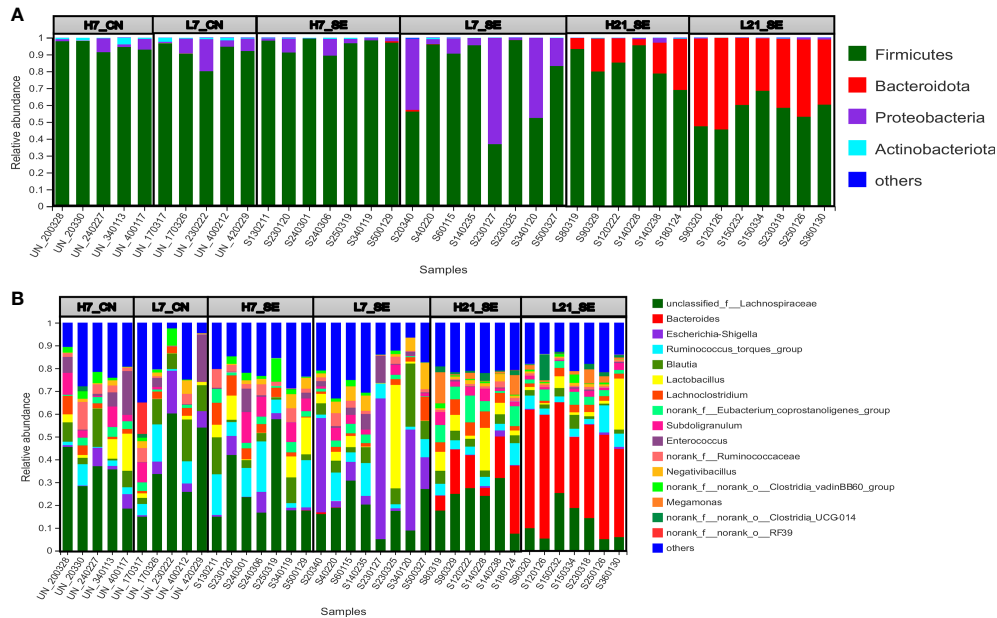 A
H7_CN L7_CN H7_SE L7_SE H21_SE L21_SE
1
0.9
0.8
0.7
0.6
0.5
0.4
0.3
0.2
0.1
0
Relative abundance
UN_200328 UN_20330 UN_240227 UN_340113 UN_400117 UN_170317 UN_170326 UN_230222 UN_400212 UN_420229 S130211 S230120 S240301 S240306 S250319 S340119 S500129 S20340 S40220 S60115 S140235 S230127 S230325 S340120 S500327 S80319 S90329 S120222 S140228 S140238 S180124 S90320 S120126 S150232 S150334 S230318 S250126 S360130
Samples
Firmicutes
Bacteroidota
Proteobacteria
Actinobacteriota
others
B
H7_CN L7_CN H7_SE L7_SE H21_SE L21_SE
1
0.9
0.8
0.7
0.6
0.5
0.4
0.3
0.2
0.1
0
Relative abundance
UN_200328 UN_20330 UN_240227 UN_340113 UN_400117 UN_170317 UN_170326 UN_230222 UN_400212 UN_420229 S130211 S230120 S240301 S240306 S250319 S340119 S500129 S20340 S40220 S60115 S140235 S230127 S230325 S340120 S500327 S80319 S90329 S120222 S140228 S140238 S180124 S90320 S120126 S150232 S150334 S230318 S250126 S360130
Samples
unclassified_f__Lachnospiraceae
Bacteroides
Escherichia-Shigella
Ruminococcus_torques_group
Blautia
Lactobacillus
Lachnoclostridium
norank_f__Eubacterium_coprostanoligenes_group
Subdoligranulum
Enterococcus
norank_f__Ruminococcaceae
Negativibacillus
norank_f__norank_o__Clostridia_vadinBB60_group
Megamonas
norank_f__norank_o__Clostridia_UCG-014
norank_f__norank_o__RF39
others